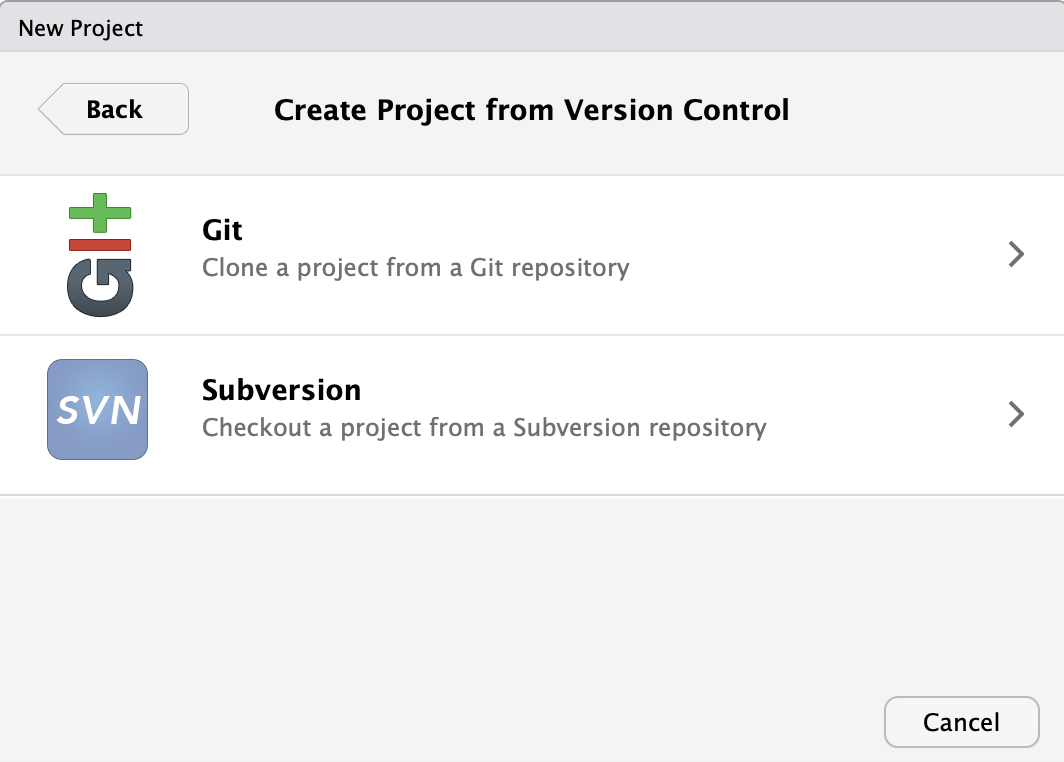 New Project
Back
Create Project from Version Control
Git
Git
Clone a project from a Git repository
SVN
Subversion
Checkout a project from a Subversion repository
Cancel